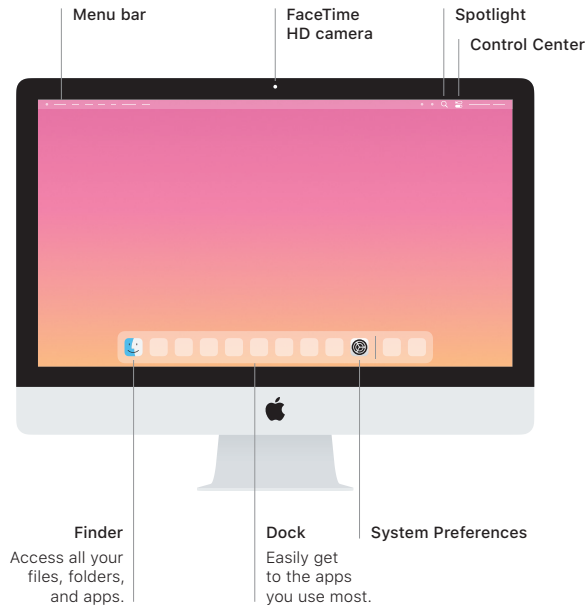 Menu bar
FaceTime
HD camera
Spotlight
Control Center
Finder
Access all your
files, folders,
and apps.
Dock
Easily get
to the apps
you use most.
System Preferences